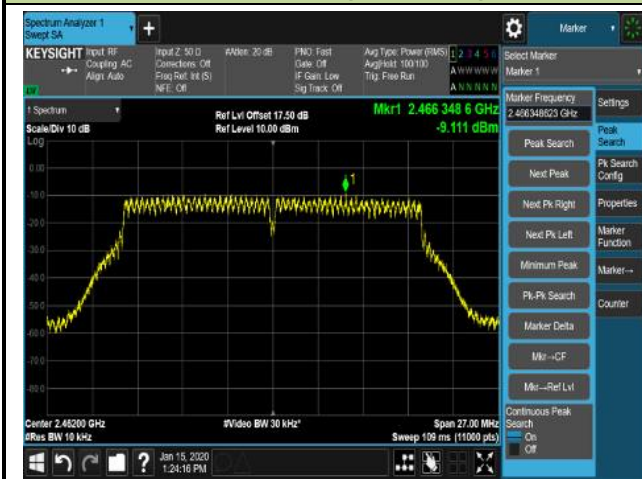 Spectrum Analyzer 1
Swept SA
Marker
KEYSIGHT
Input: RF
Coupling: AC
Align: Auto
Input Z: 50 Ω
Corrections: Off
Freq Ref: Int (S)
NFE: Off
#Atten: 20 dB
PNO: Fast
Gate: Off
IF Gain: Low
Sig Track: Off
Avg Type: Power (RMS)
Avg|Hold: 100/100
Trig: Free Run
1 2 3 4 5 6
A W W W W W
A N N N N N
Select Marker
Marker 1
1 Spectrum
Scale/Div 10 dB
Log
Ref Lvl Offset 17.50 dB
Ref Level 10.00 dBm
Mkr1 2.466 348 6 GHz
-9.111 dBm
1
0.00
-10.0
-20.0
-30.0
-40.0
-50.0
-60.0
-70.0
-80.0
Center 2.46200 GHz
#Res BW 10 kHz
#Video BW 30 kHz*
Span 27.00 MHz
Sweep 109 ms (11000 pts)
Marker Frequency
2.466348623 GHz
Peak Search
Next Peak
Next Pk Right
Next Pk Left
Minimum Peak
Pk-Pk Search
Marker Delta
Mkr→CF
Mkr→Ref Lvl
Continuous Peak
Search
On
Off
Settings
Peak
Search
Pk Search
Config
Properties
Marker
Function
Marker→
Counter
Jan 15, 2020
1:24:16 PM